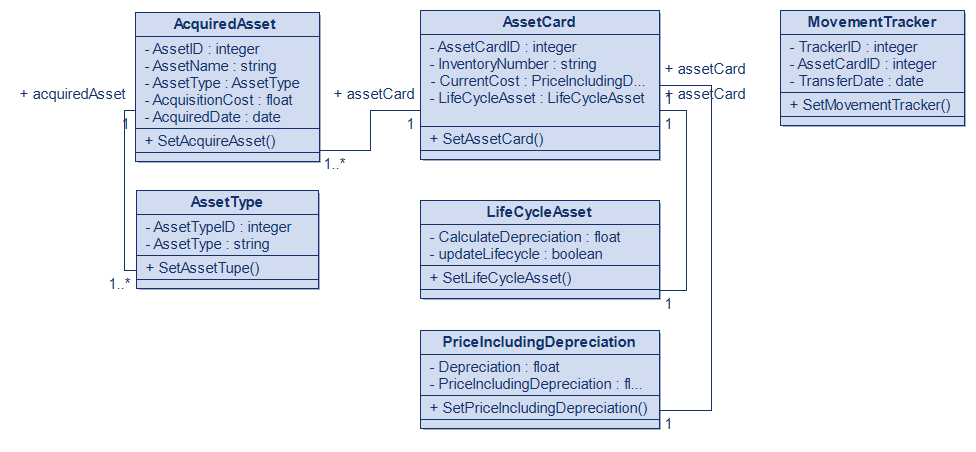 AcquiredAsset
- AssetID : integer
- AssetName : string
- AssetType : AssetType
- AcquisitionCost : float
- AcquiredDate : date
+ SetAcquireAsset()
AssetCard
- AssetCardID : integer
- InventoryNumber : string
- CurrentCost : PriceIncludingD...
- LifeCycleAsset : LifeCycleAsset
+ SetAssetCard()
MovementTracker
- TrackerID : integer
- AssetCardID : integer
- TransferDate : date
+ SetMovementTracker()
+ acquiredAsset
1
+ assetCard
1
1..*
+ assetCard
1
+ assetCard
1
AssetType
- AssetTypeID : integer
- AssetType : string
+ SetAssetTupe()
1..*
LifeCycleAsset
- CalculateDepreciation : float
- updateLifecycle : boolean
+ SetLifeCycleAsset()
1
PriceIncludingDepreciation
- Depreciation : float
- PriceIncludingDepreciation : fl...
+ SetPriceIncludingDepreciation()
1